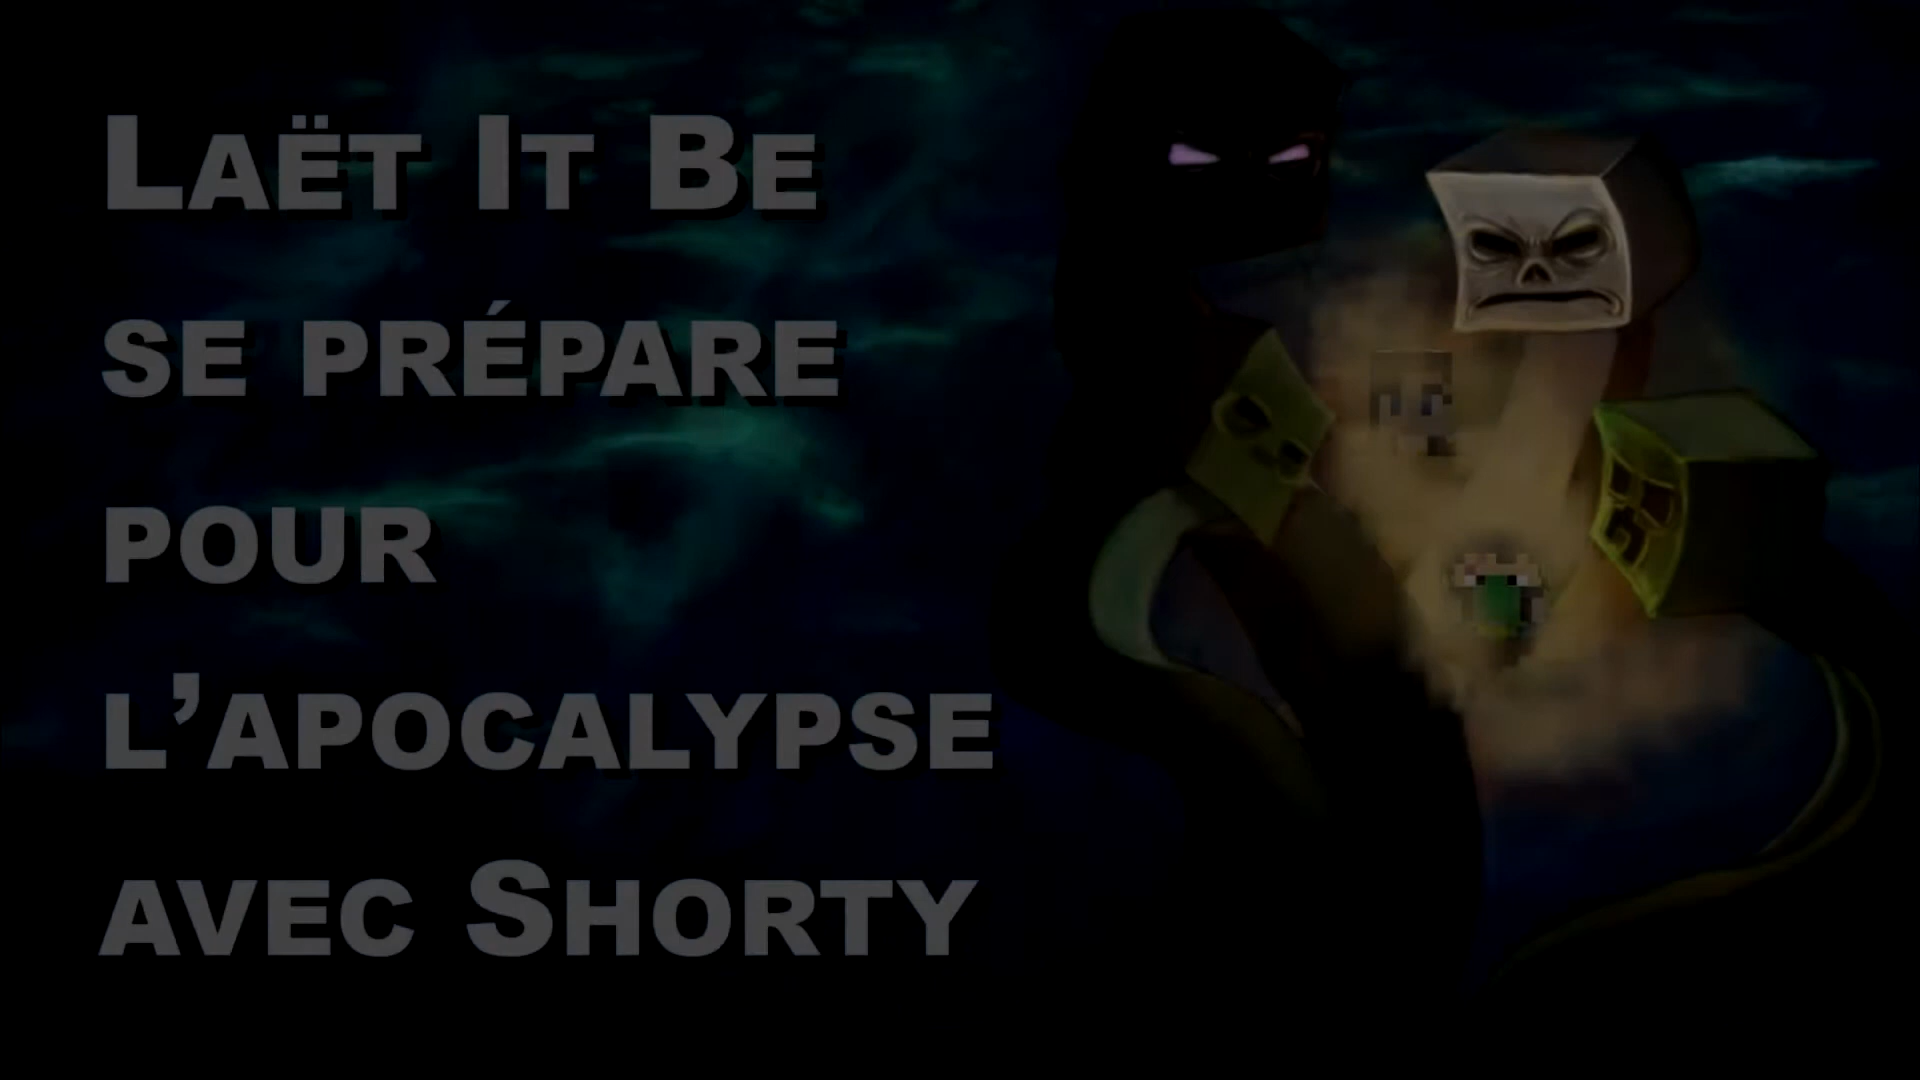 Laët It Be
se prépare
pour
l’apocalypse
avec Shorty